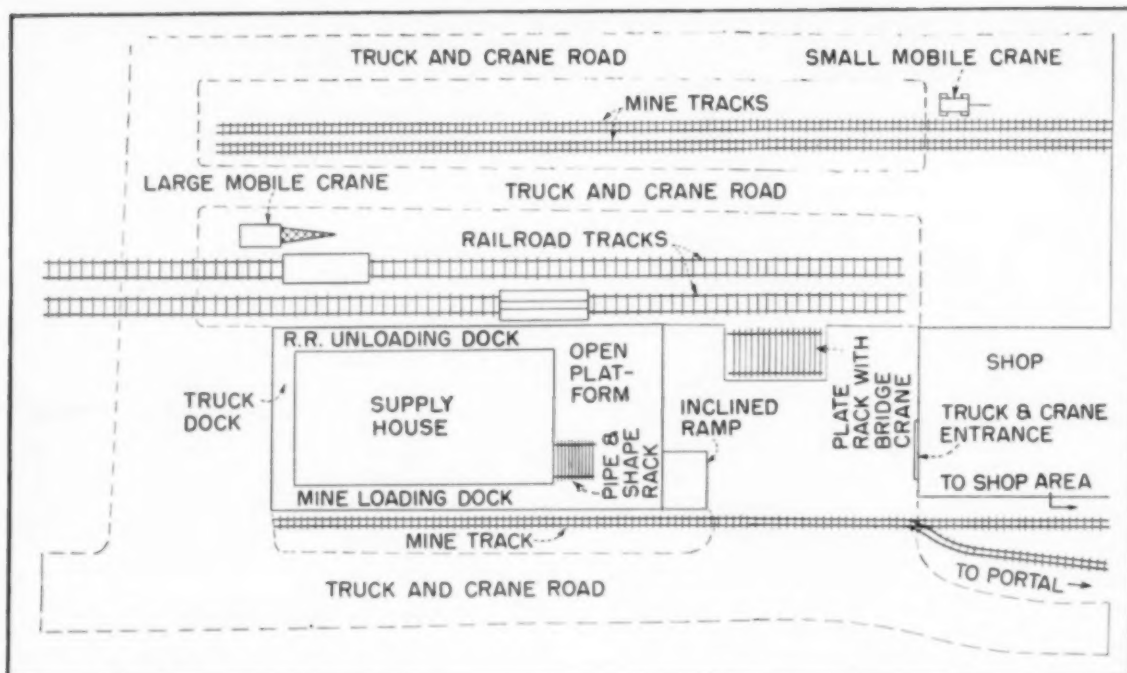 TRUCK AND CRANE ROAD
SMALL MOBILE CRANE
MINE TRACKS
LARGE MOBILE CRANE
TRUCK AND CRANE ROAD
RAILROAD TRACKS
R.R. UNLOADING DOCK
OPEN
PLAT-
FORM
TRUCK
DOCK
SUPPLY
HOUSE
PIPE &
SHAPE
RACK
INCLINED
RAMP
PLATE
RACK WITH
BRIDGE
CRANE
SHOP
TRUCK & CRANE
ENTRANCE
TO SHOP AREA
MINE LOADING DOCK
MINE TRACK
TO PORTAL
TRUCK AND CRANE ROAD